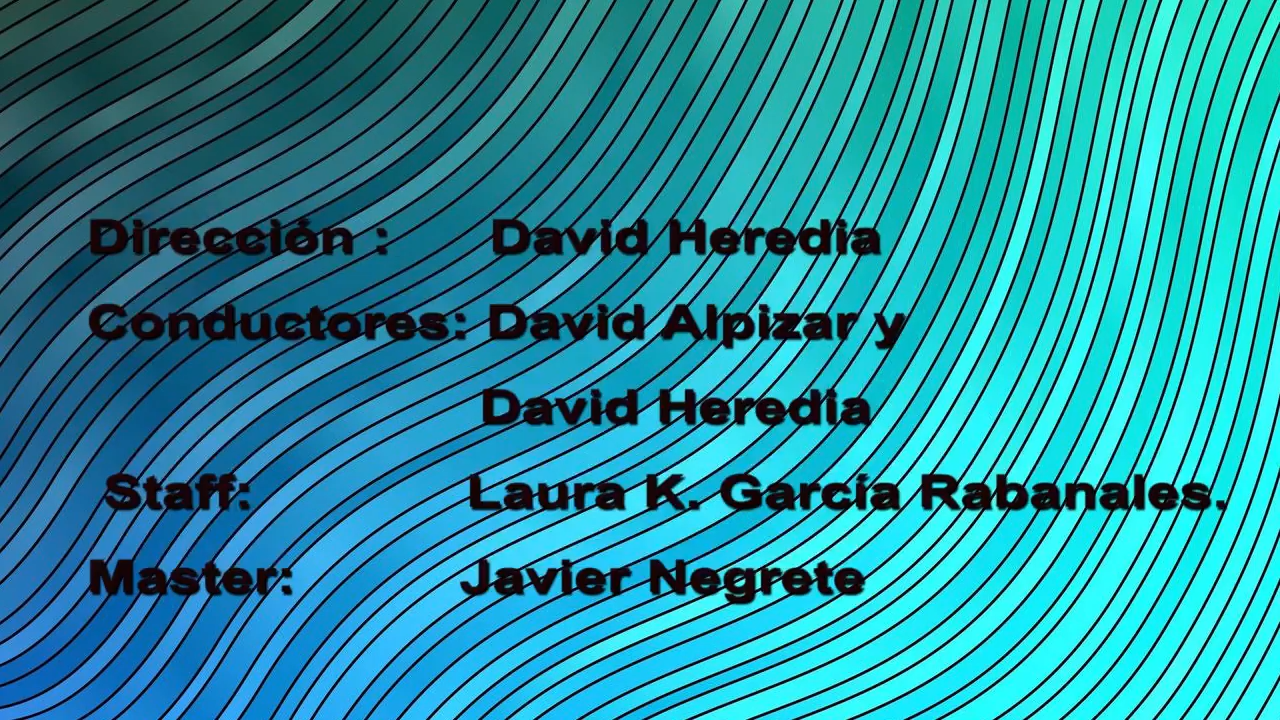 Dirección : David Heredia
Conductores: David Alpizar y
David Heredia
Staff: Laura K. García Rabanales.
Master: Javier Negrete